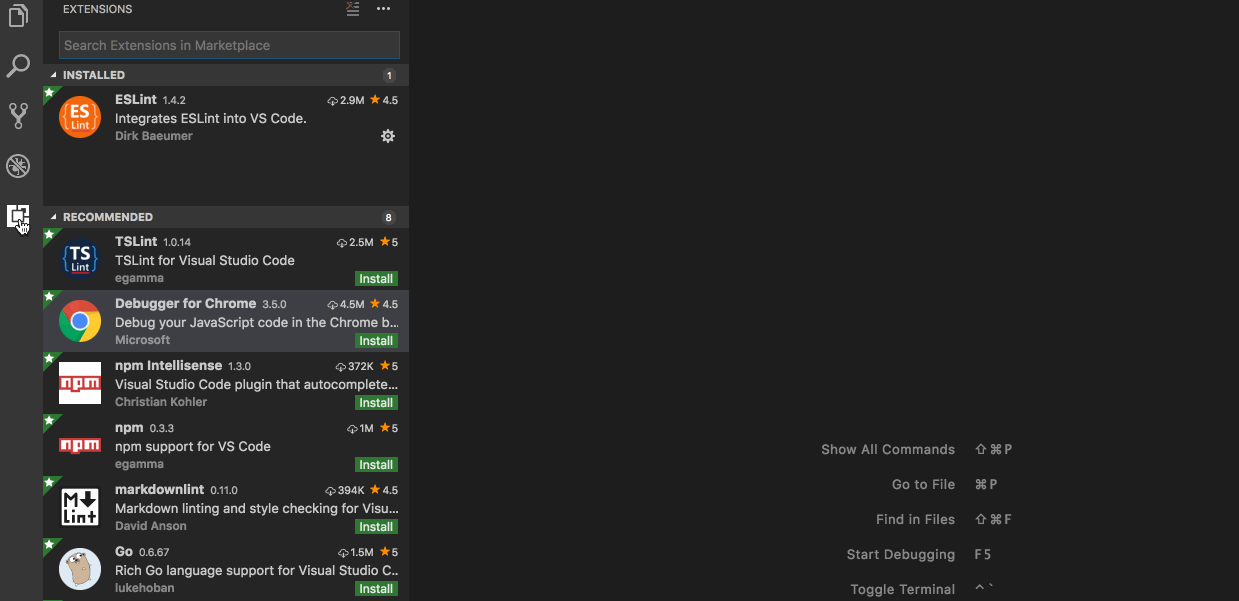 EXTENSIONS
Search Extensions in Marketplace
INSTALLED 1
ESLint 1.4.2 2.9M 4.5
Integrates ESLint into VS Code.
Dirk Baeumer
{ES}
Lint
RECOMMENDED 8
TSLint 1.0.14 2.5M 5
TSLint for Visual Studio Code
egamma Install
{TS}
Lint
Debugger for Chrome 3.5.0 4.5M 4.5
Debug your JavaScript code in the Chrome b...
Microsoft Install
npm Intellisense 1.3.0 372K 5
Visual Studio Code plugin that autocomplete...
Christian Kohler Install
npm
npm 0.3.3 1M 5
npm support for VS Code
egamma Install
npm
markdownlint 0.11.0 394K 4.5
Markdown linting and style checking for Visu...
David Anson Install
M↓
lint
Go 0.6.67 1.5M 5
Rich Go language support for Visual Studio C..
lukehoban Install
Show All Commands ⇧⌘P
Go to File ⌘P
Find in Files ⇧⌘F
Start Debugging F5
Toggle Terminal ^`